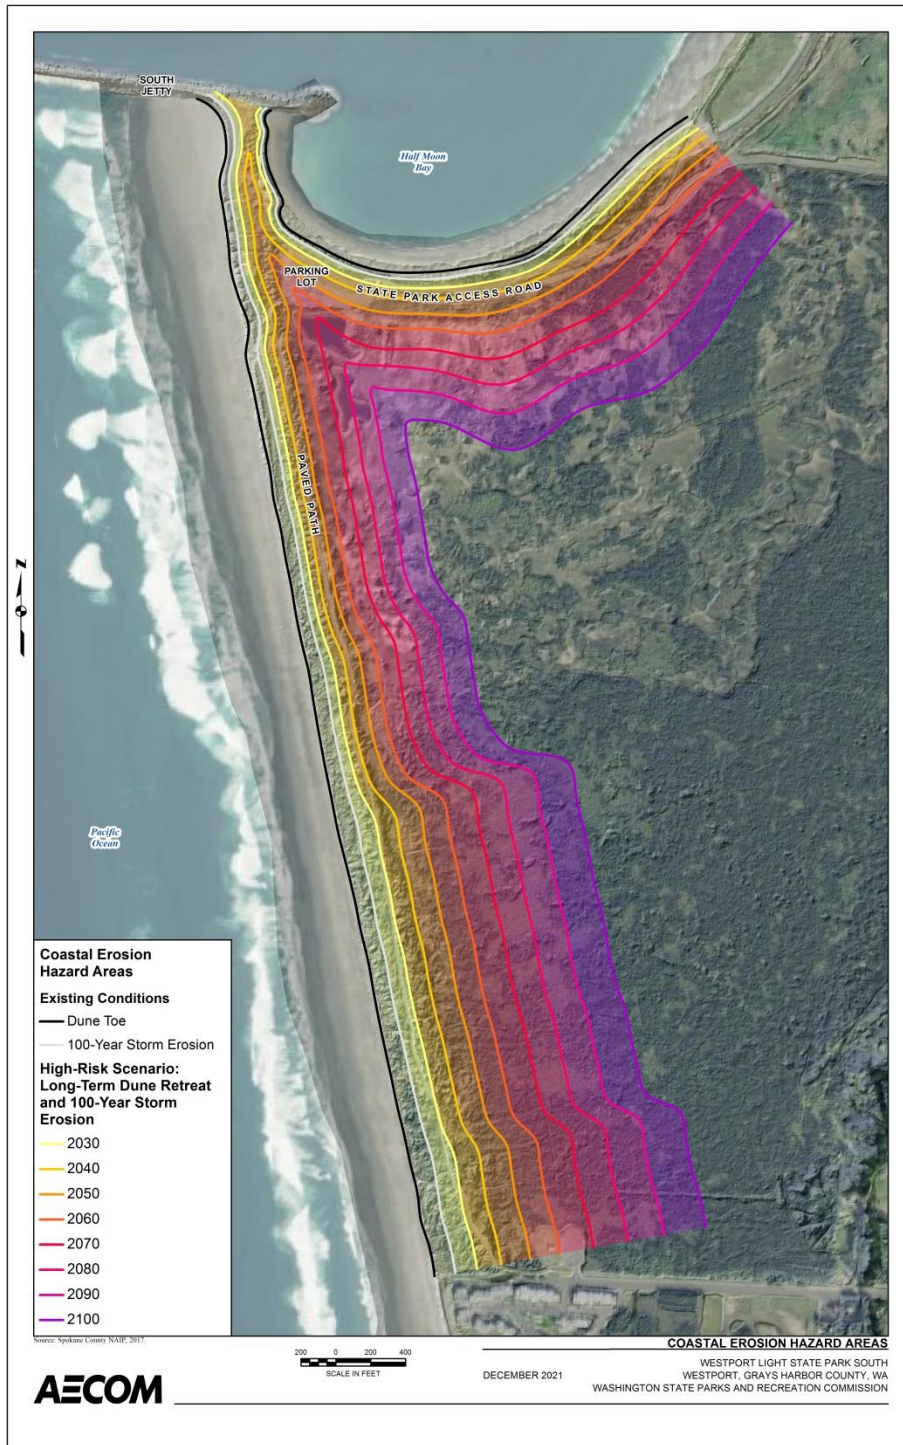 SOUTH
JETTY
Half Moon
Bay
PARKING
LOT
STATE PARK ACCESS ROAD
PAVED PATH
Z
Pacific
Ocean
Coastal Erosion
Hazard Areas
Existing Conditions
Dune Toe
100-Year Storm Erosion
High-Risk Scenario:
Long-Term Dune Retreat
and 100-Year Storm
Erosion
2030
2040
2050
2060
2070
2080
2090
2100
Source: Spokane County NAIP, 2017.
200 0 200 400
SCALE IN FEET
AECOM
DECEMBER 2021
COASTAL EROSION HAZARD AREAS
WESTPORT LIGHT STATE PARK SOUTH
WESTPORT, GRAYS HARBOR COUNTY, WA
WASHINGTON STATE PARKS AND RECREATION COMMISSION